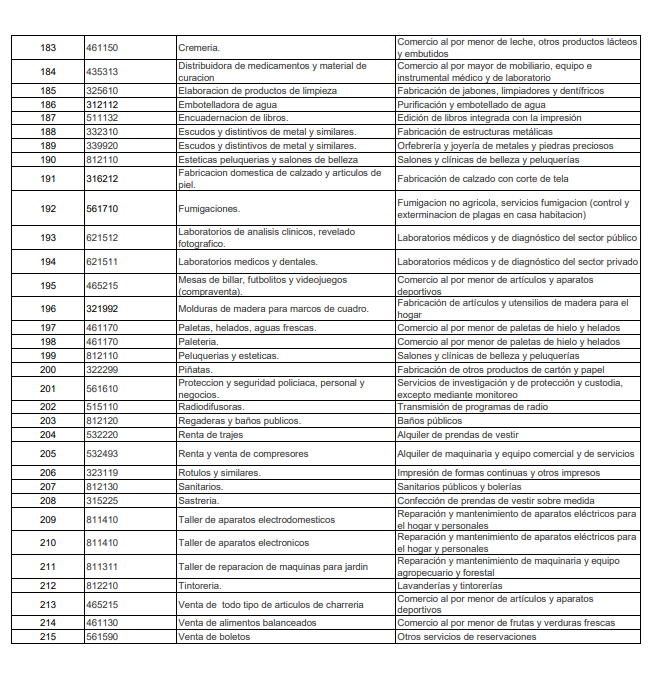 183 461150 Cremeria. Comercio al por menor de leche, otros productos lácteos
y embutidos
184 435313 Distribuidora de medicamentos y material de
curacion Comercio al por mayor de mobiliario, equipo e
instrumental médico y de laboratorio
185 325610 Elaboracion de productos de limpieza Fabricación de jabones, limpiadores y dentífricos
186 312112 Embotelladora de agua Purificación y embotellado de agua
187 511132 Encuadernacion de libros. Edición de libros integrada con la impresión
188 332310 Escudos y distintivos de metal y similares. Fabricación de estructuras metálicas
189 339920 Escudos y distintivos de metal y similares. Orfebrería y joyería de metales y piedras preciosos
190 812110 Esteticas peluquerias y salones de belleza Salones y clínicas de belleza y peluquerías
191 316212 Fabricacion domestica de calzado y articulos de
piel. Fabricación de calzado con corte de tela
192 561710 Fumigaciones. Fumigacion no agricola, servicios fumigacion (control y
exterminacion de plagas en casa habitacion)
193 621512 Laboratorios de analisis clinicos, revelado
fotografico. Laboratorios médicos y de diagnóstico del sector público
194 621511 Laboratorios medicos y dentales. Laboratorios médicos y de diagnóstico del sector privado
195 465215 Mesas de billar, futbolitos y videojuegos
(compraventa). Comercio al por menor de artículos y aparatos
deportivos
196 321992 Molduras de madera para marcos de cuadro. Fabricación de artículos y utensilios de madera para el
hogar
197 461170 Paletas, helados, aguas frescas. Comercio al por menor de paletas de hielo y helados
198 461170 Paleteria. Comercio al por menor de paletas de hielo y helados
199 812110 Peluquerias y esteticas. Salones y clínicas de belleza y peluquerías
200 322299 Piñatas. Fabricación de otros productos de cartón y papel
201 561610 Proteccion y seguridad policiaca, personal y
negocios. Servicios de investigación y de protección y custodia,
excepto mediante monitoreo
202 515110 Radiodifusoras. Transmisión de programas de radio
203 812120 Regaderas y baños publicos. Baños públicos
204 532220 Renta de trajes Alquiler de prendas de vestir
205 532493 Renta y venta de compresores Alquiler de maquinaria y equipo comercial y de servicios
206 323119 Rotulos y similares. Impresión de formas continuas y otros impresos
207 812130 Sanitarios. Sanitarios públicos y bolerías
208 315225 Sastreria. Confección de prendas de vestir sobre medida
209 811410 Taller de aparatos electrodomesticos Reparación y mantenimiento de aparatos eléctricos para
el hogar y personales
210 811410 Taller de aparatos electronicos Reparación y mantenimiento de aparatos eléctricos para
el hogar y personales
211 811311 Taller de reparacion de maquinas para jardin Reparación y mantenimiento de maquinaria y equipo
agropecuario y forestal
212 812210 Tintoreria. Lavanderías y tintorerías
213 465215 Venta de  todo tipo de articulos de charreria Comercio al por menor de artículos y aparatos
deportivos
214 461130 Venta de alimentos balanceados Comercio al por menor de frutas y verduras frescas
215 561590 Venta de boletos Otros servicios de reservaciones